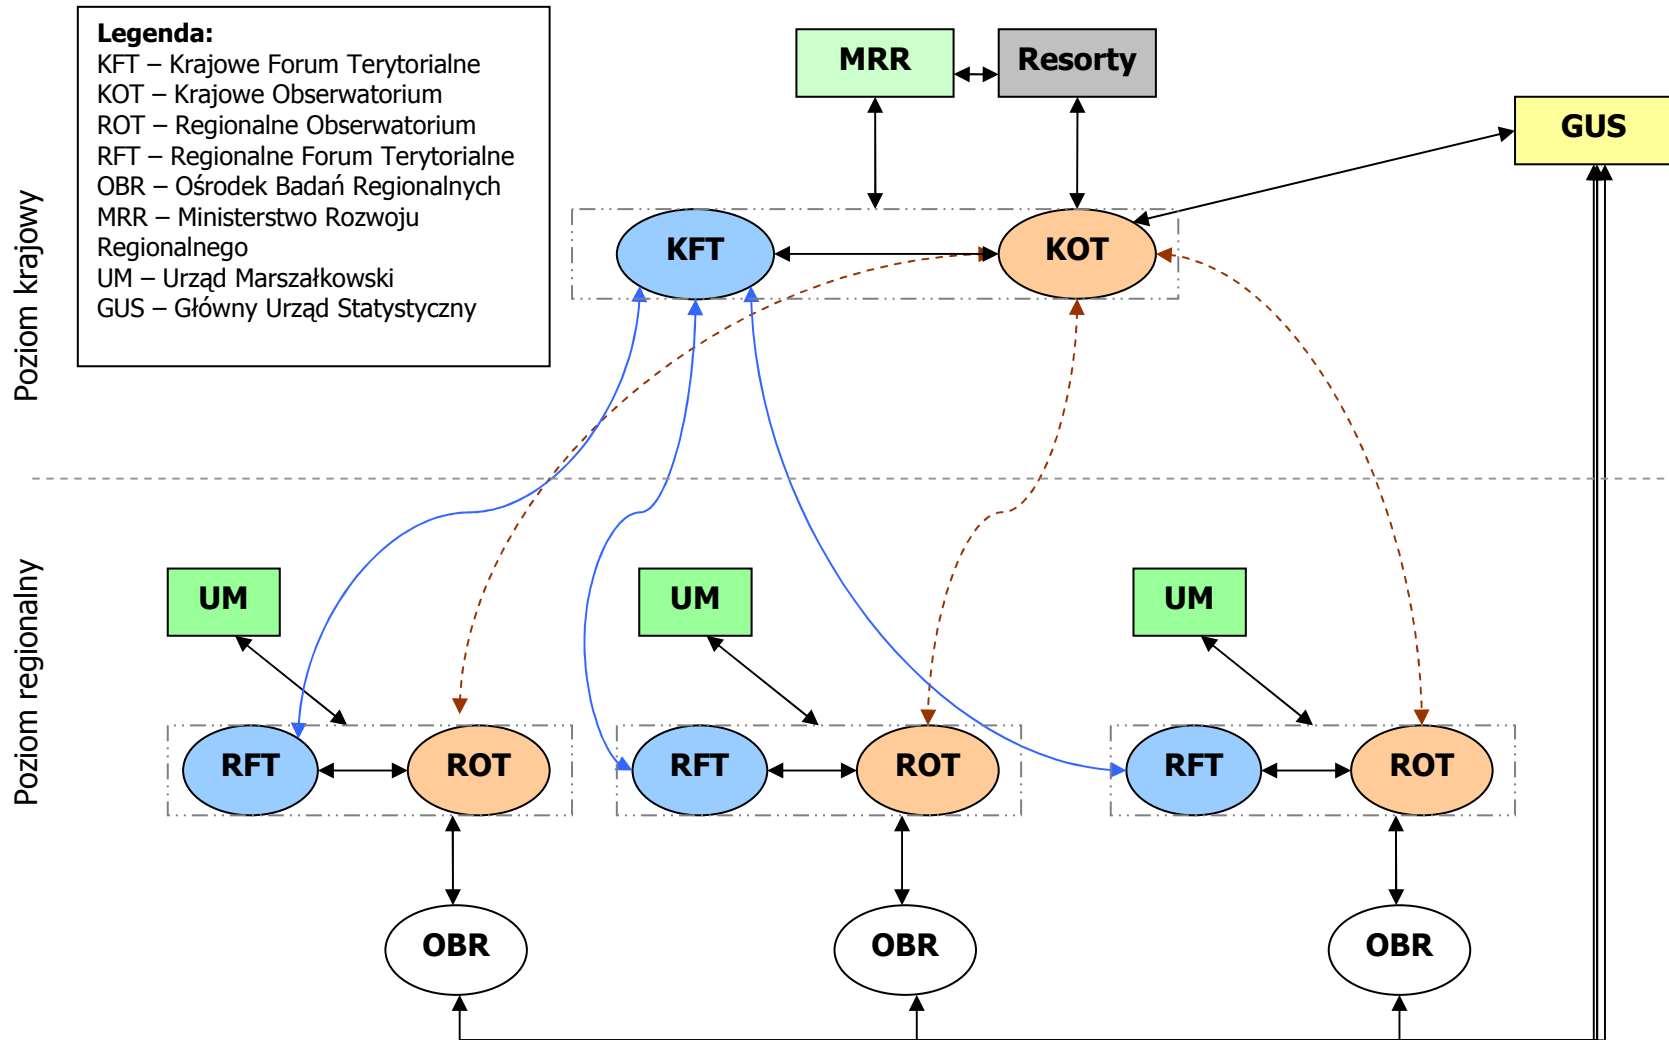 Legenda:
KFT – Krajowe Forum Terytorialne
KOT – Krajowe Obserwatorium
ROT – Regionalne Obserwatorium
RFT – Regionalne Forum Terytorialne
OBR – Ośrodek Badań Regionalnych
MRR – Ministerstwo Rozwoju
Regionalnego
UM – Urząd Marszałkowski
GUS – Główny Urząd Statystyczny
MRR
Resorty
GUS
Poziom krajowy
KFT
KOT
Poziom regionalny
UM
UM
UM
RFT
ROT
RFT
ROT
RFT
ROT
OBR
OBR
OBR